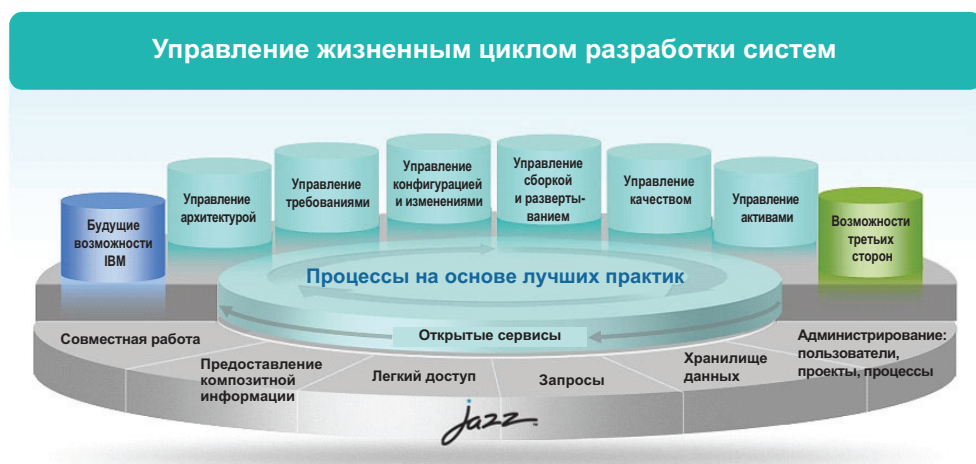 Управление жизненным циклом разработки систем
Будущие
возможности
IBM
Управление
архитектурой
Управление
требованиями
Управление
конфигурацией
и изменениями
Управление
сборкой
и разверты-
ванием
Управление
качеством
Управление
активами
Возможности
третьих
сторон
Процессы на основе лучших практик
Открытые сервисы
Совместная работа
Предоставление
композитной
информации
Легкий доступ
Запросы
Хранилище
данных
Администрирование:
пользователи,
проекты, процессы
jazz™